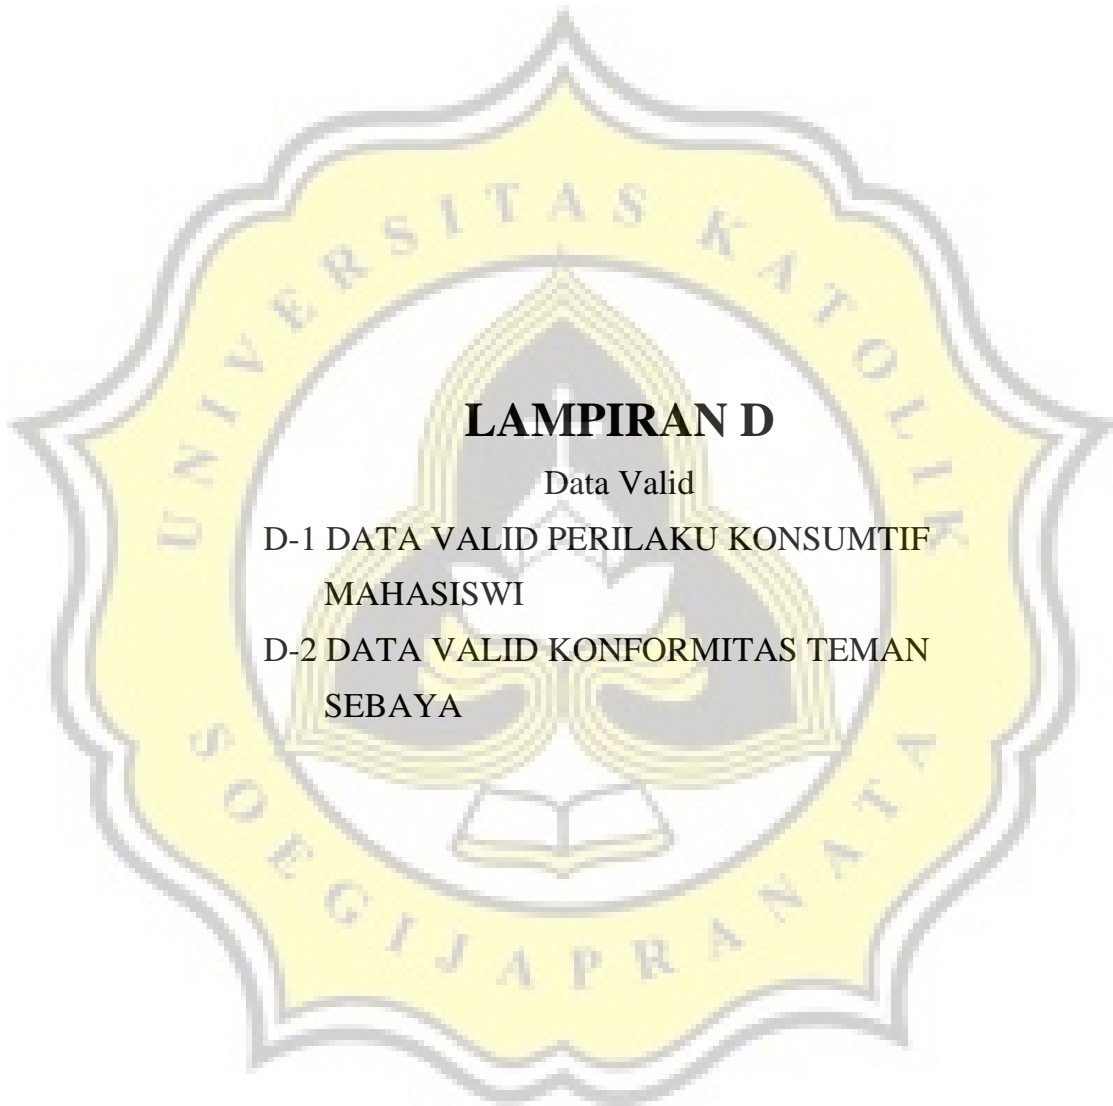 UNIVERSITAS KATOLIK
LAMPIRAN D
Data Valid
D-1 DATA VALID PERILAKU KONSUMTIF
MAHASISWI
D-2 DATA VALID KONFORMITAS TEMAN
SEBAYA
SOEGIJAPRANATA